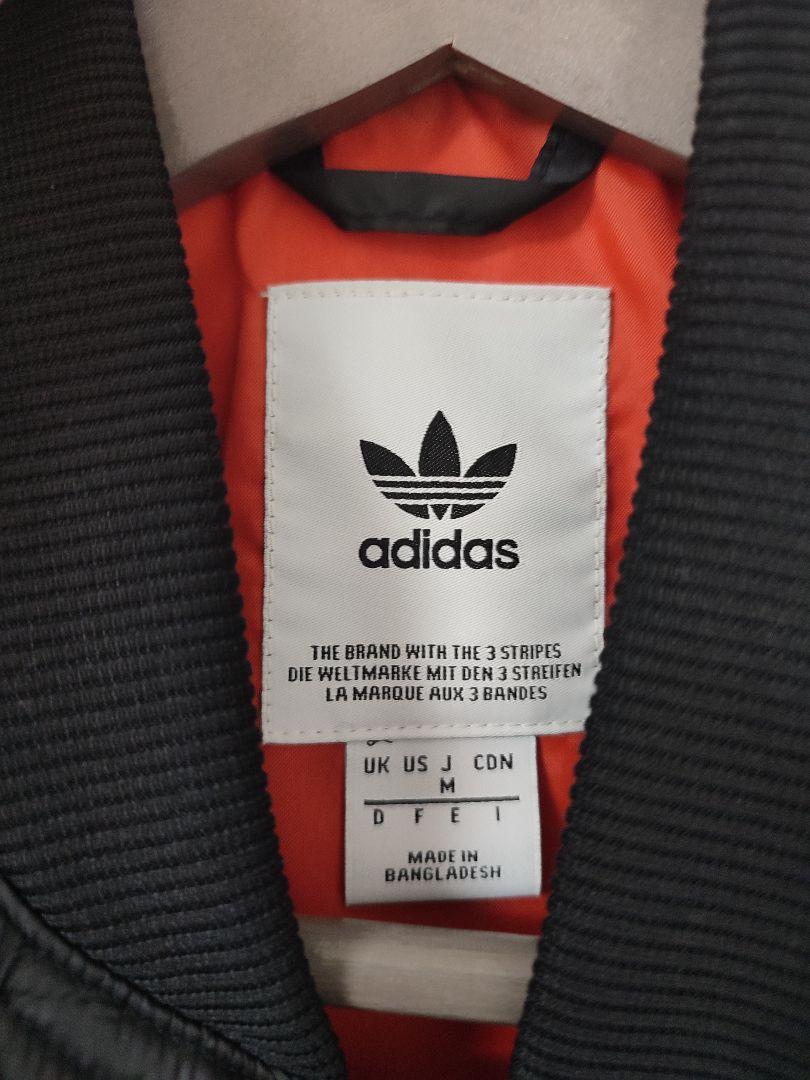 adidas
THE BRAND WITH THE 3 STRIPES
DIE WELTMARKE MIT DEN 3 STREIFEN
LA MARQUE AUX 3 BANDES
UK US J CDN
M
D F E I
MADE IN
BANGLADESH